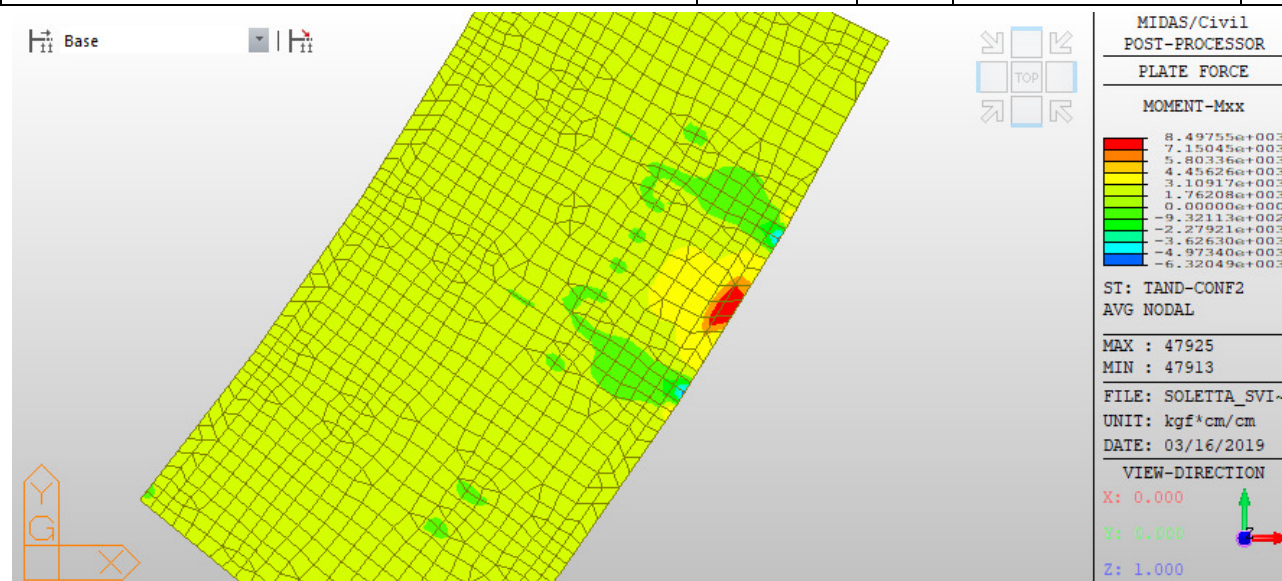 Base
TOP
Y
G
X
MIDAS/Civil
POST-PROCESSOR
PLATE FORCE
MOMENT-Mxx
8.49755e+003
7.15045e+003
5.80336e+003
4.45626e+003
3.10917e+003
1.76208e+003
0.00000e+000
-9.32113e+002
-2.27921e+003
-3.62630e+003
-4.97340e+003
-6.32049e+003
ST: TAND-CONF2
AVG NODAL
MAX : 47925
MIN : 47913
FILE: SOLETTA_SVI~
UNIT: kgf*cm/cm
DATE: 03/16/2019
VIEW-DIRECTION
X: 0.000
Y: 0.000
Z: 1.000
Z